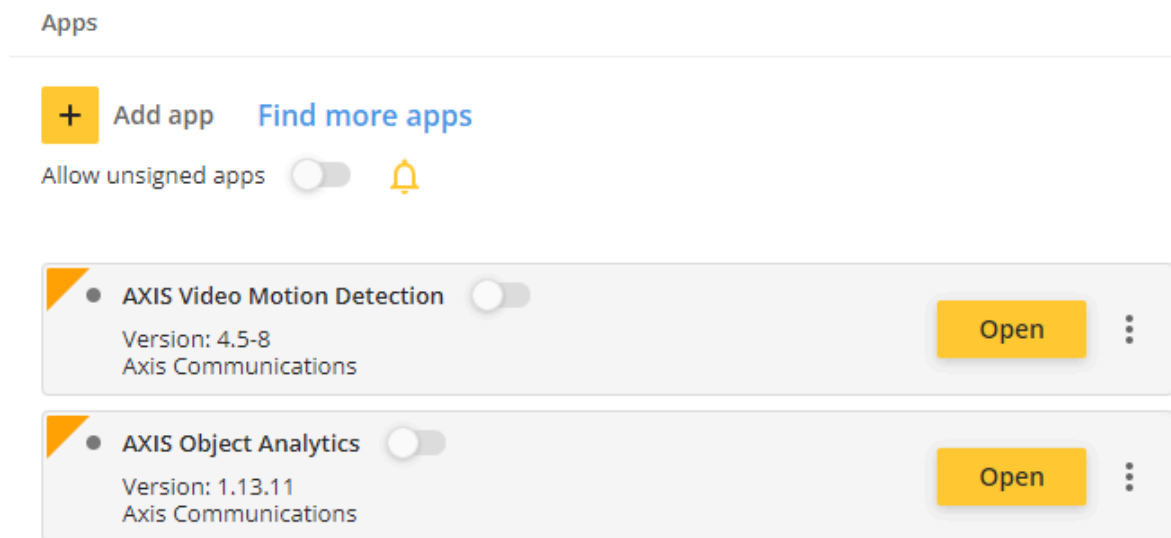 Apps
+ Add app Find more apps
Allow unsigned apps
AXIS Video Motion Detection
Version: 4.5-8
Axis Communications
Open
AXIS Object Analytics
Version: 1.13.11
Axis Communications
Open